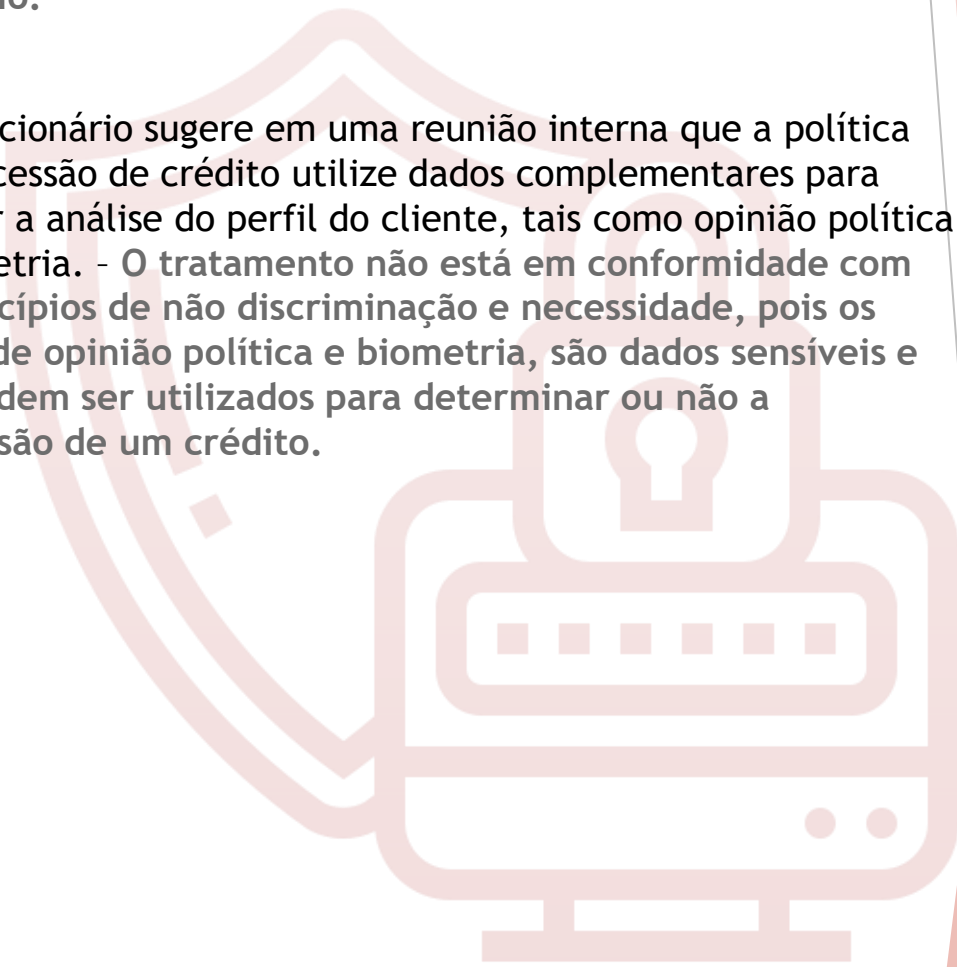 io.
cionário sugere em uma reunião interna que a política
cessão de crédito utilize dados complementares para
r a análise do perfil do cliente, tais como opinião política
etria. – O tratamento não está em conformidade com
cípios de não discriminação e necessidade, pois os
de opinião política e biometria, são dados sensíveis e
dem ser utilizados para determinar ou não a
são de um crédito.